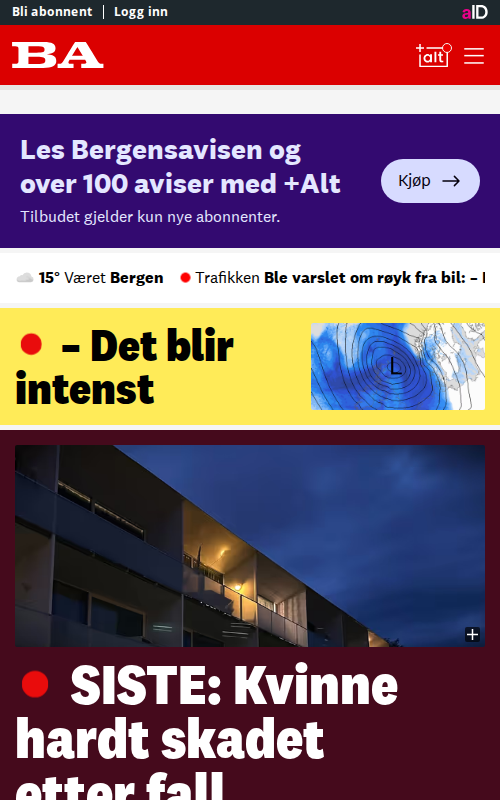 Bli abonnent | Logg inn
aID
BA
+alt
Les Bergensavisen og
over 100 aviser med +Alt
Kjøp →
Tilbudet gjelder kun nye abonnenter.
15° Været Bergen
Trafikken Ble varslet om røyk fra bil: –
– Det blir
intenst
L
SISTE: Kvinne
hardt skadet
etter fall